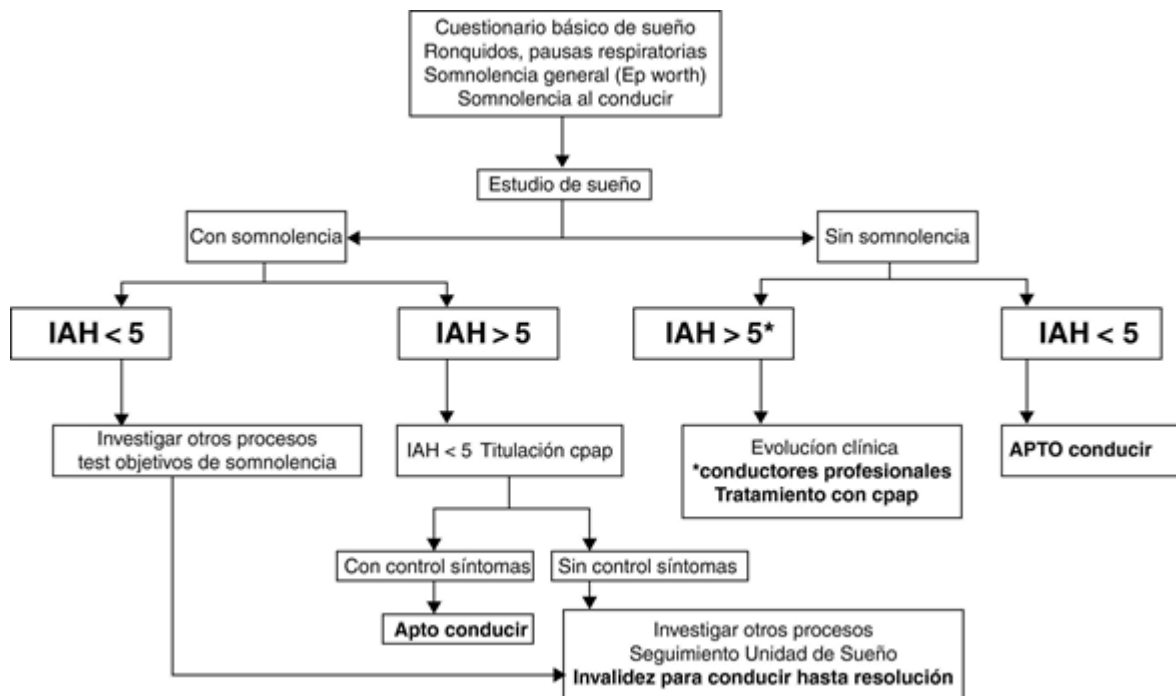 Cuestionario básico de sueño
Ronquidos, pausas respiratorias
Somnolencia general (Ep worth)
Somnolencia al conducir
Estudio de sueño
Con somnolencia
Sin somnolencia
IAH < 5
IAH > 5
IAH > 5*
IAH < 5
Investigar otros procesos
test objetivos de somnolencia
IAH < 5 Titulación cpap
Evolucíon clínica
*conductores profesionales
Tratamiento con cpap
APTO conducir
Con control síntomas
Sin control síntomas
Apto conducir
Investigar otros procesos
Seguimiento Unidad de Sueño
Invalidez para conducir hasta resolución